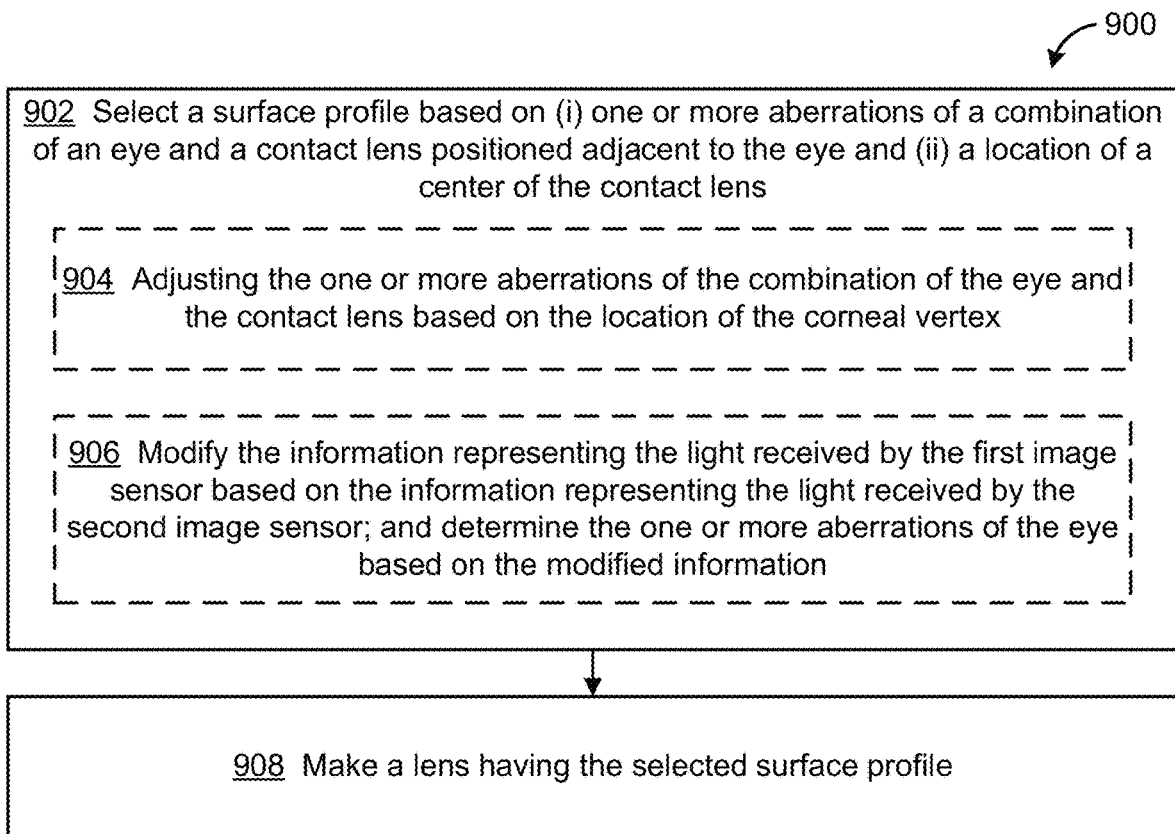 900
902 Select a surface profile based on (i) one or more aberrations of a combination
of an eye and a contact lens positioned adjacent to the eye and (ii) a location of a
center of the contact lens
904 Adjusting the one or more aberrations of the combination of the eye and
the contact lens based on the location of the corneal vertex
906 Modify the information representing the light received by the first image
sensor based on the information representing the light received by the
second image sensor; and determine the one or more aberrations of the eye
based on the modified information
908 Make a lens having the selected surface profile